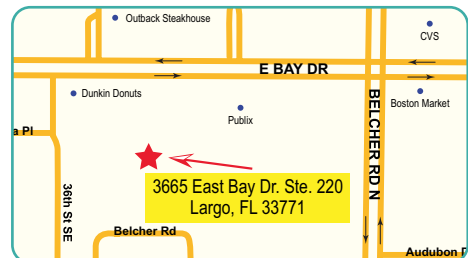 Outback Steakhouse
CVS
E BAY DR
Dunkin Donuts
Boston Market
Publix
BELCHER RD N
a Pl
3665 East Bay Dr. Ste. 220
Largo, FL 33771
36th St SE
Belcher Rd
Audubon